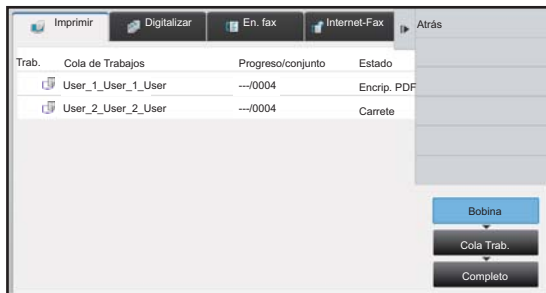 Imprimir Digitalizar En. fax Internet-Fax Atrás
Trab. Cola de Trabajos Progreso/conjunto Estado
User_1_User_1_User ---/0004 Encrip. PDF
User_2_User_2_User ---/0004 Carrete
Bobina
Cola Trab.
Completo